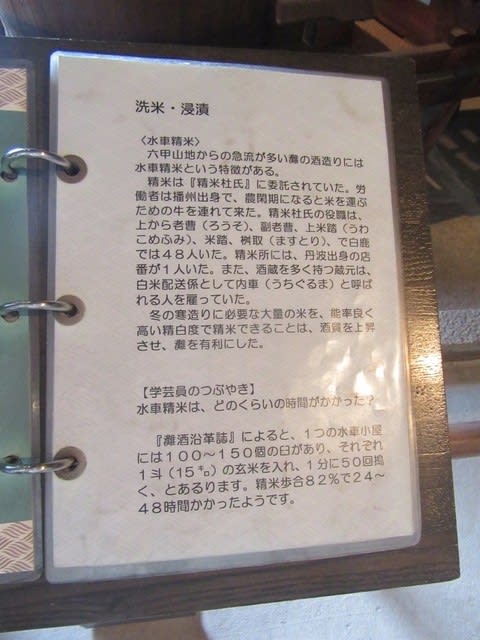 洗米・浸漬
〈水車精米〉
六甲山地からの急流が多い灘の酒造りには
水車精米という特徴がある。
精米は『精米杜氏』に委託されていた。労
働者は播州出身で、農閑期になると米を運ぶ
ための牛を連れて来た。精米杜氏の役職は、
上から老曹（ろうそ）、副老曹、上米踏（うわ
こめふみ）、米踏、桝取（ますとり）、で白鹿
では４８人いた。精米所には、丹波出身の店
番が１人いた。また、酒蔵を多く持つ蔵元は、
白米配送係として内車（うちぐるま）と呼ば
れる人を雇っていた。
冬の寒造りに必要な大量の米を、能率良く
高い精白度で精米できることは、酒質を上昇
させ、灘を有利にした。
【学芸員のつぶやき】
水車精米は、どのくらいの時間がかかった？
『灘酒沿革誌』によると、１つの水車小屋
には１００～１５０個の臼があり、それぞれ
１斗（１５㌔）の玄米を入れ、１分に５０回搗
く、とあるります。精米歩合８２％で２４～
４８時間かかったようです。